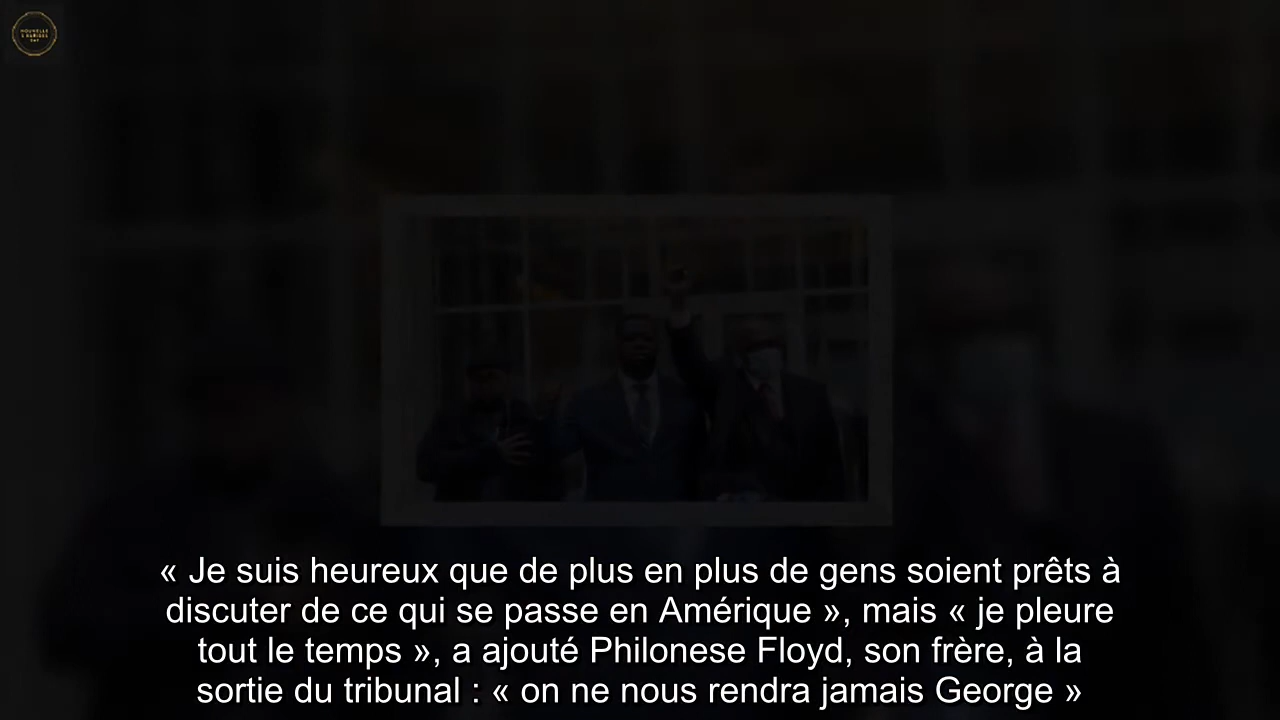 NOUVELLE
« Je suis heureux que de plus en plus de gens soient prêts à
discuter de ce qui se passe en Amérique », mais « je pleure
tout le temps », a ajouté Philonese Floyd, son frère, à la
sortie du tribunal : « on ne nous rendra jamais George »